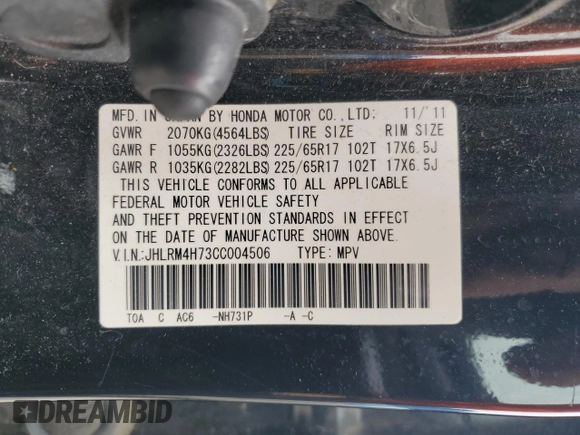 MFD. IN JAPAN BY HONDA MOTOR CO., LTD: 11/'11
GVWR 2070KG(4564LBS) TIRE SIZE RIM SIZE
GAWR F 1055KG(2326LBS) 225/65R17 102T 17X6.5J
GAWR R 1035KG(2282LBS) 225/65R17 102T 17X6.5J
THIS VEHICLE CONFORMS TO ALL APPLICABLE
FEDERAL MOTOR VEHICLE SAFETY
AND THEFT PREVENTION STANDARDS IN EFFECT
ON THE DATE OF MANUFACTURE SHOWN ABOVE.
V.I.N.:JHLRM4H73CC004506 TYPE: MPV
TOA C AC6 -NH731P -A -C
DREAMBID